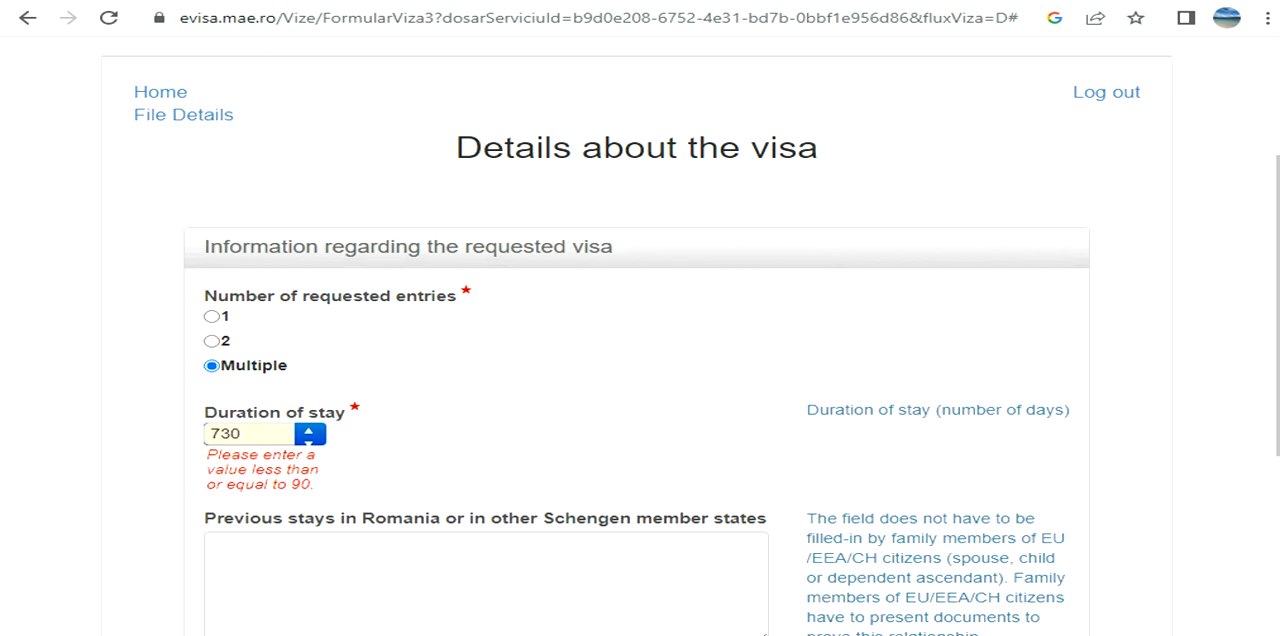 evisa.mae.ro/Vize/FormularViza3?dosarServiciuId=b9d0e208-6752-4e31-bd7b-0bbf1e956d86&fluxViza=D#
Home
Log out
File Details
Details about the visa
Information regarding the requested visa
Number of requested entries *
1
2
Multiple
Duration of stay *
Duration of stay (number of days)
730
Please enter a
value less than
or equal to 90.
Previous stays in Romania or in other Schengen member states
The field does not have to be
filled-in by family members of EU
/EEA/CH citizens (spouse, child
or dependent ascendant). Family
members of EU/EEA/CH citizens
have to present documents to
prove this relationship.